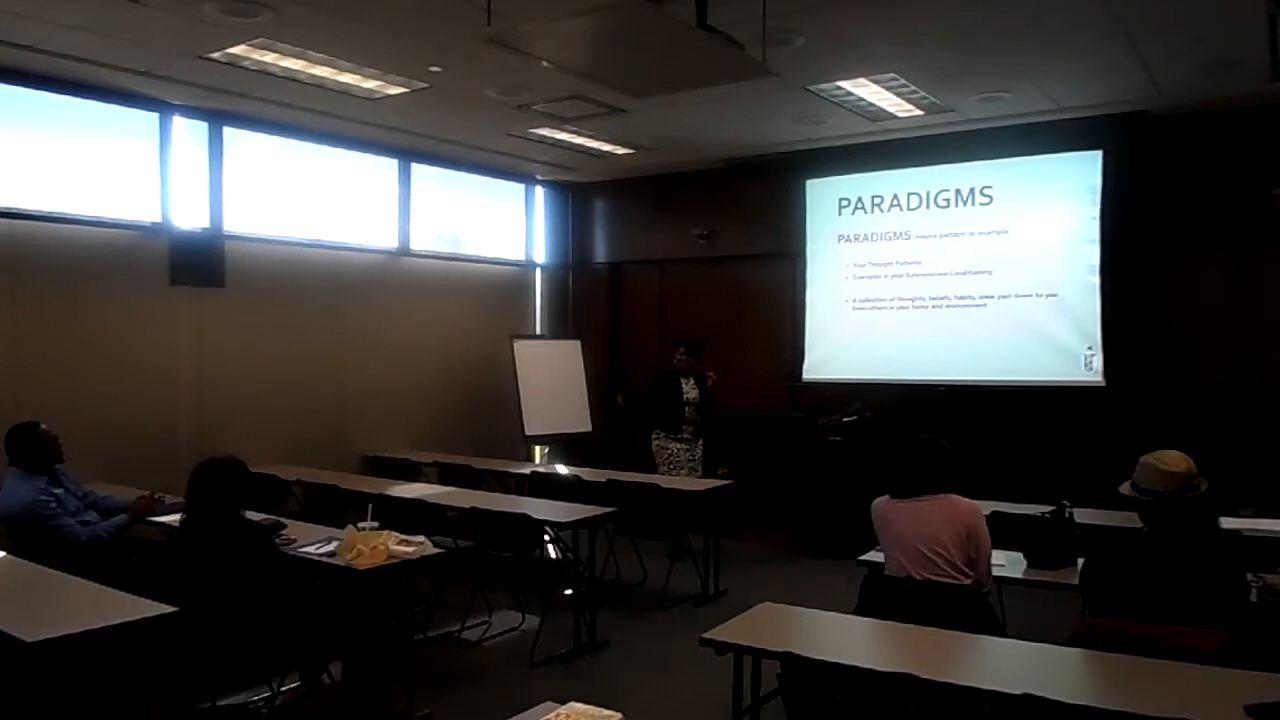 PARADIGMS
PARADIGMS means pattern or example
Your Thought Patterns
Examples in your Subconscious Conditioning
A collection of thoughts, beliefs, habits, ideas past down to you
from others in your home and environment